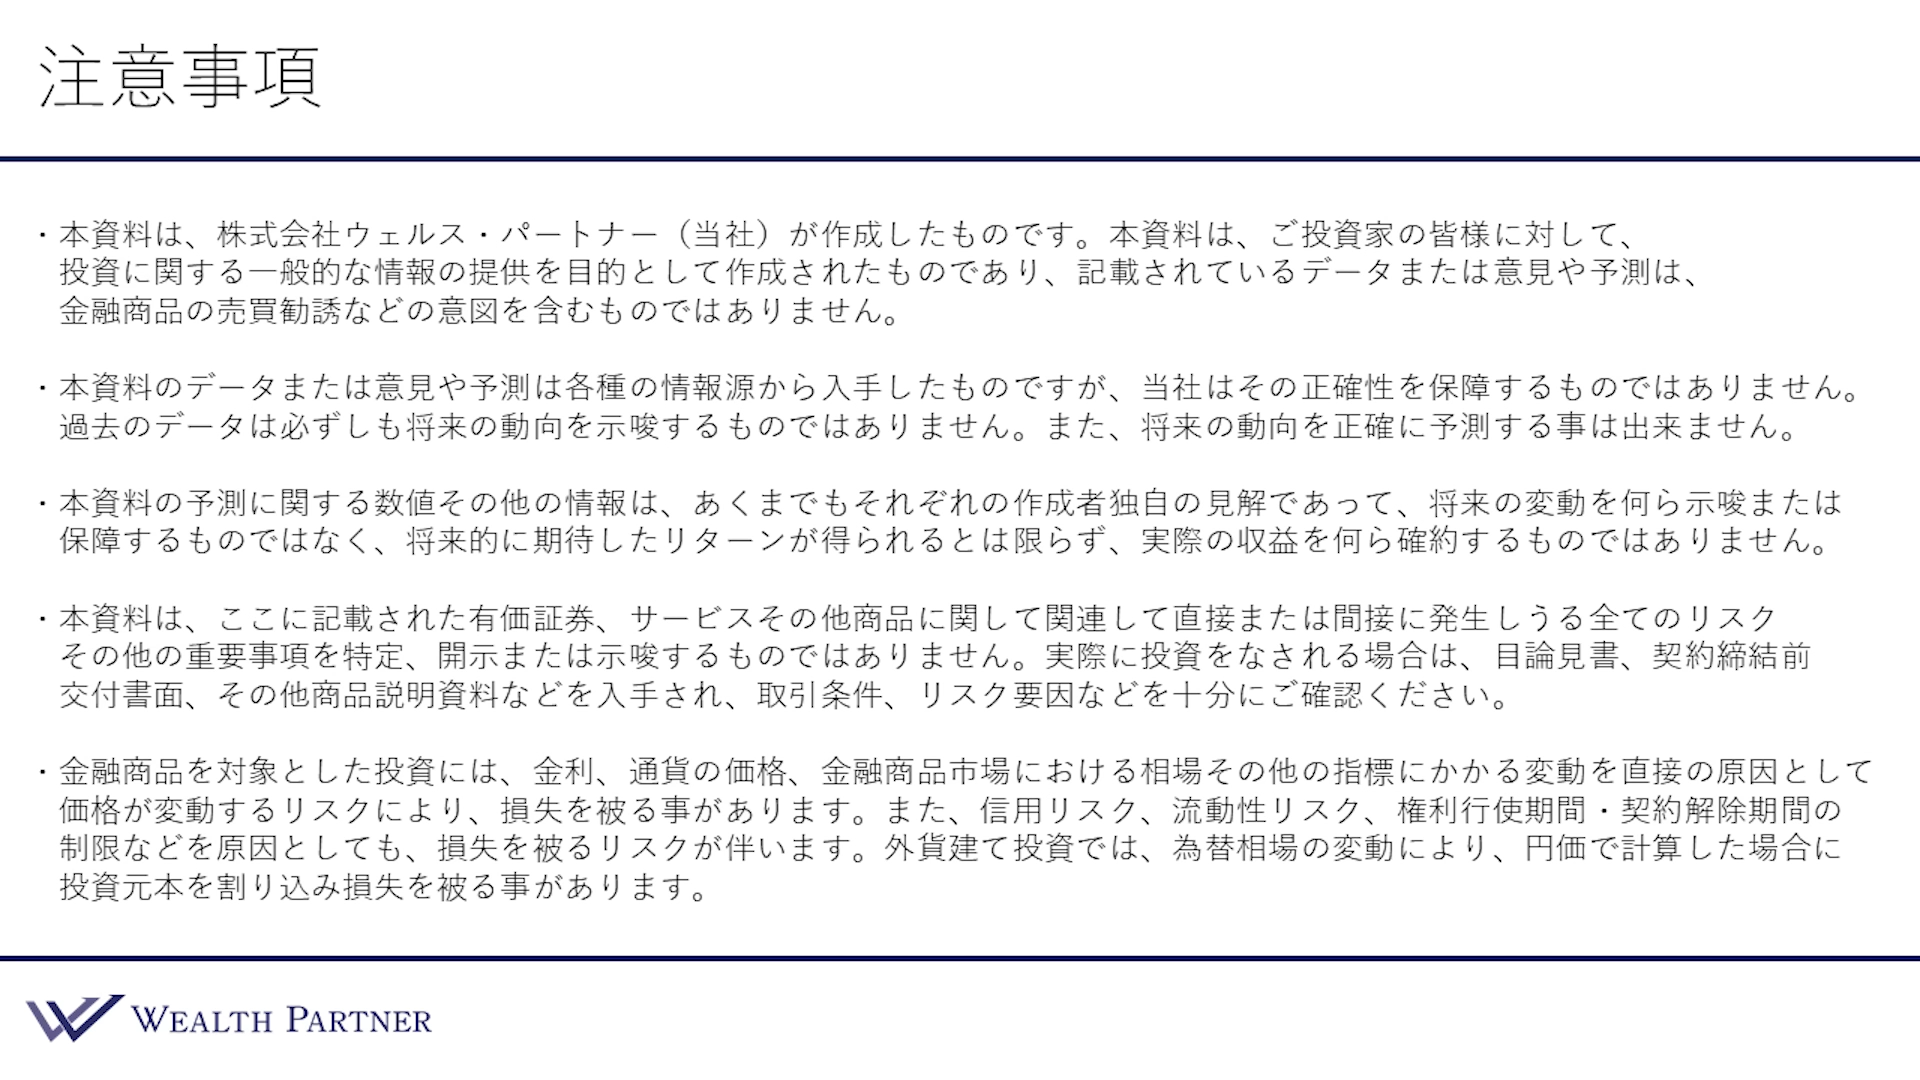 注意事項
・本資料は、株式会社ウェルス・パートナー（当社）が作成したものです。本資料は、ご投資家の皆様に対して、
投資に関する一般的な情報の提供を目的として作成されたものであり、記載されているデータまたは意見や予測は、
金融商品の売買勧誘などの意図を含むものではありません。
・本資料のデータまたは意見や予測は各種の情報源から入手したものですが、当社はその正確性を保障するものではありません。
過去のデータは必ずしも将来の動向を示唆するものではありません。また、将来の動向を正確に予測する事は出来ません。
・本資料の予測に関する数値その他の情報は、あくまでもそれぞれの作成者独自の見解であって、将来の変動を何ら示唆または
保障するものではなく、将来的に期待したリターンが得られるとは限らず、実際の収益を何ら確約するものではありません。
・本資料は、ここに記載された有価証券、サービスその他商品に関して関連して直接または間接に発生しうる全てのリスク
その他の重要事項を特定、開示または示唆するものではありません。実際に投資をなされる場合は、目論見書、契約締結前
交付書面、その他商品説明資料などを入手され、取引条件、リスク要因などを十分にご確認ください。
・金融商品を対象とした投資には、金利、通貨の価格、金融商品市場における相場その他の指標にかかる変動を直接の原因として
価格が変動するリスクにより、損失を被る事があります。また、信用リスク、流動性リスク、権利行使期間・契約解除期間の
制限などを原因としても、損失を被るリスクが伴います。外貨建て投資では、為替相場の変動により、円価で計算した場合に
投資元本を割り込み損失を被る事があります。
WEALTH PARTNER